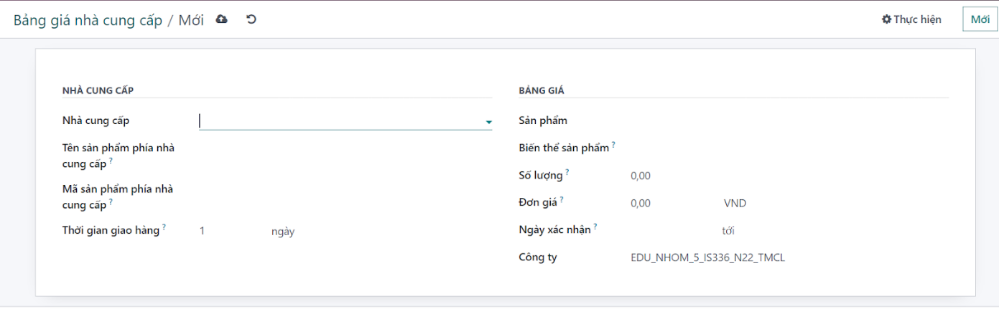 Bảng giá nhà cung cấp / Mới
Thực hiện
Mới
NHÀ CUNG CẤP
Nhà cung cấp
Tên sản phẩm phía nhà
cung cấp ?
Mã sản phẩm phía nhà
cung cấp ?
Thời gian giao hàng ? 1 ngày
BẢNG GIÁ
Sản phẩm
Biến thể sản phẩm ?
Số lượng ? 0,00
Đơn giá ? 0,00 VND
Ngày xác nhận ? tới
Công ty EDU_NHOM_5_IS336_N22_TMCL